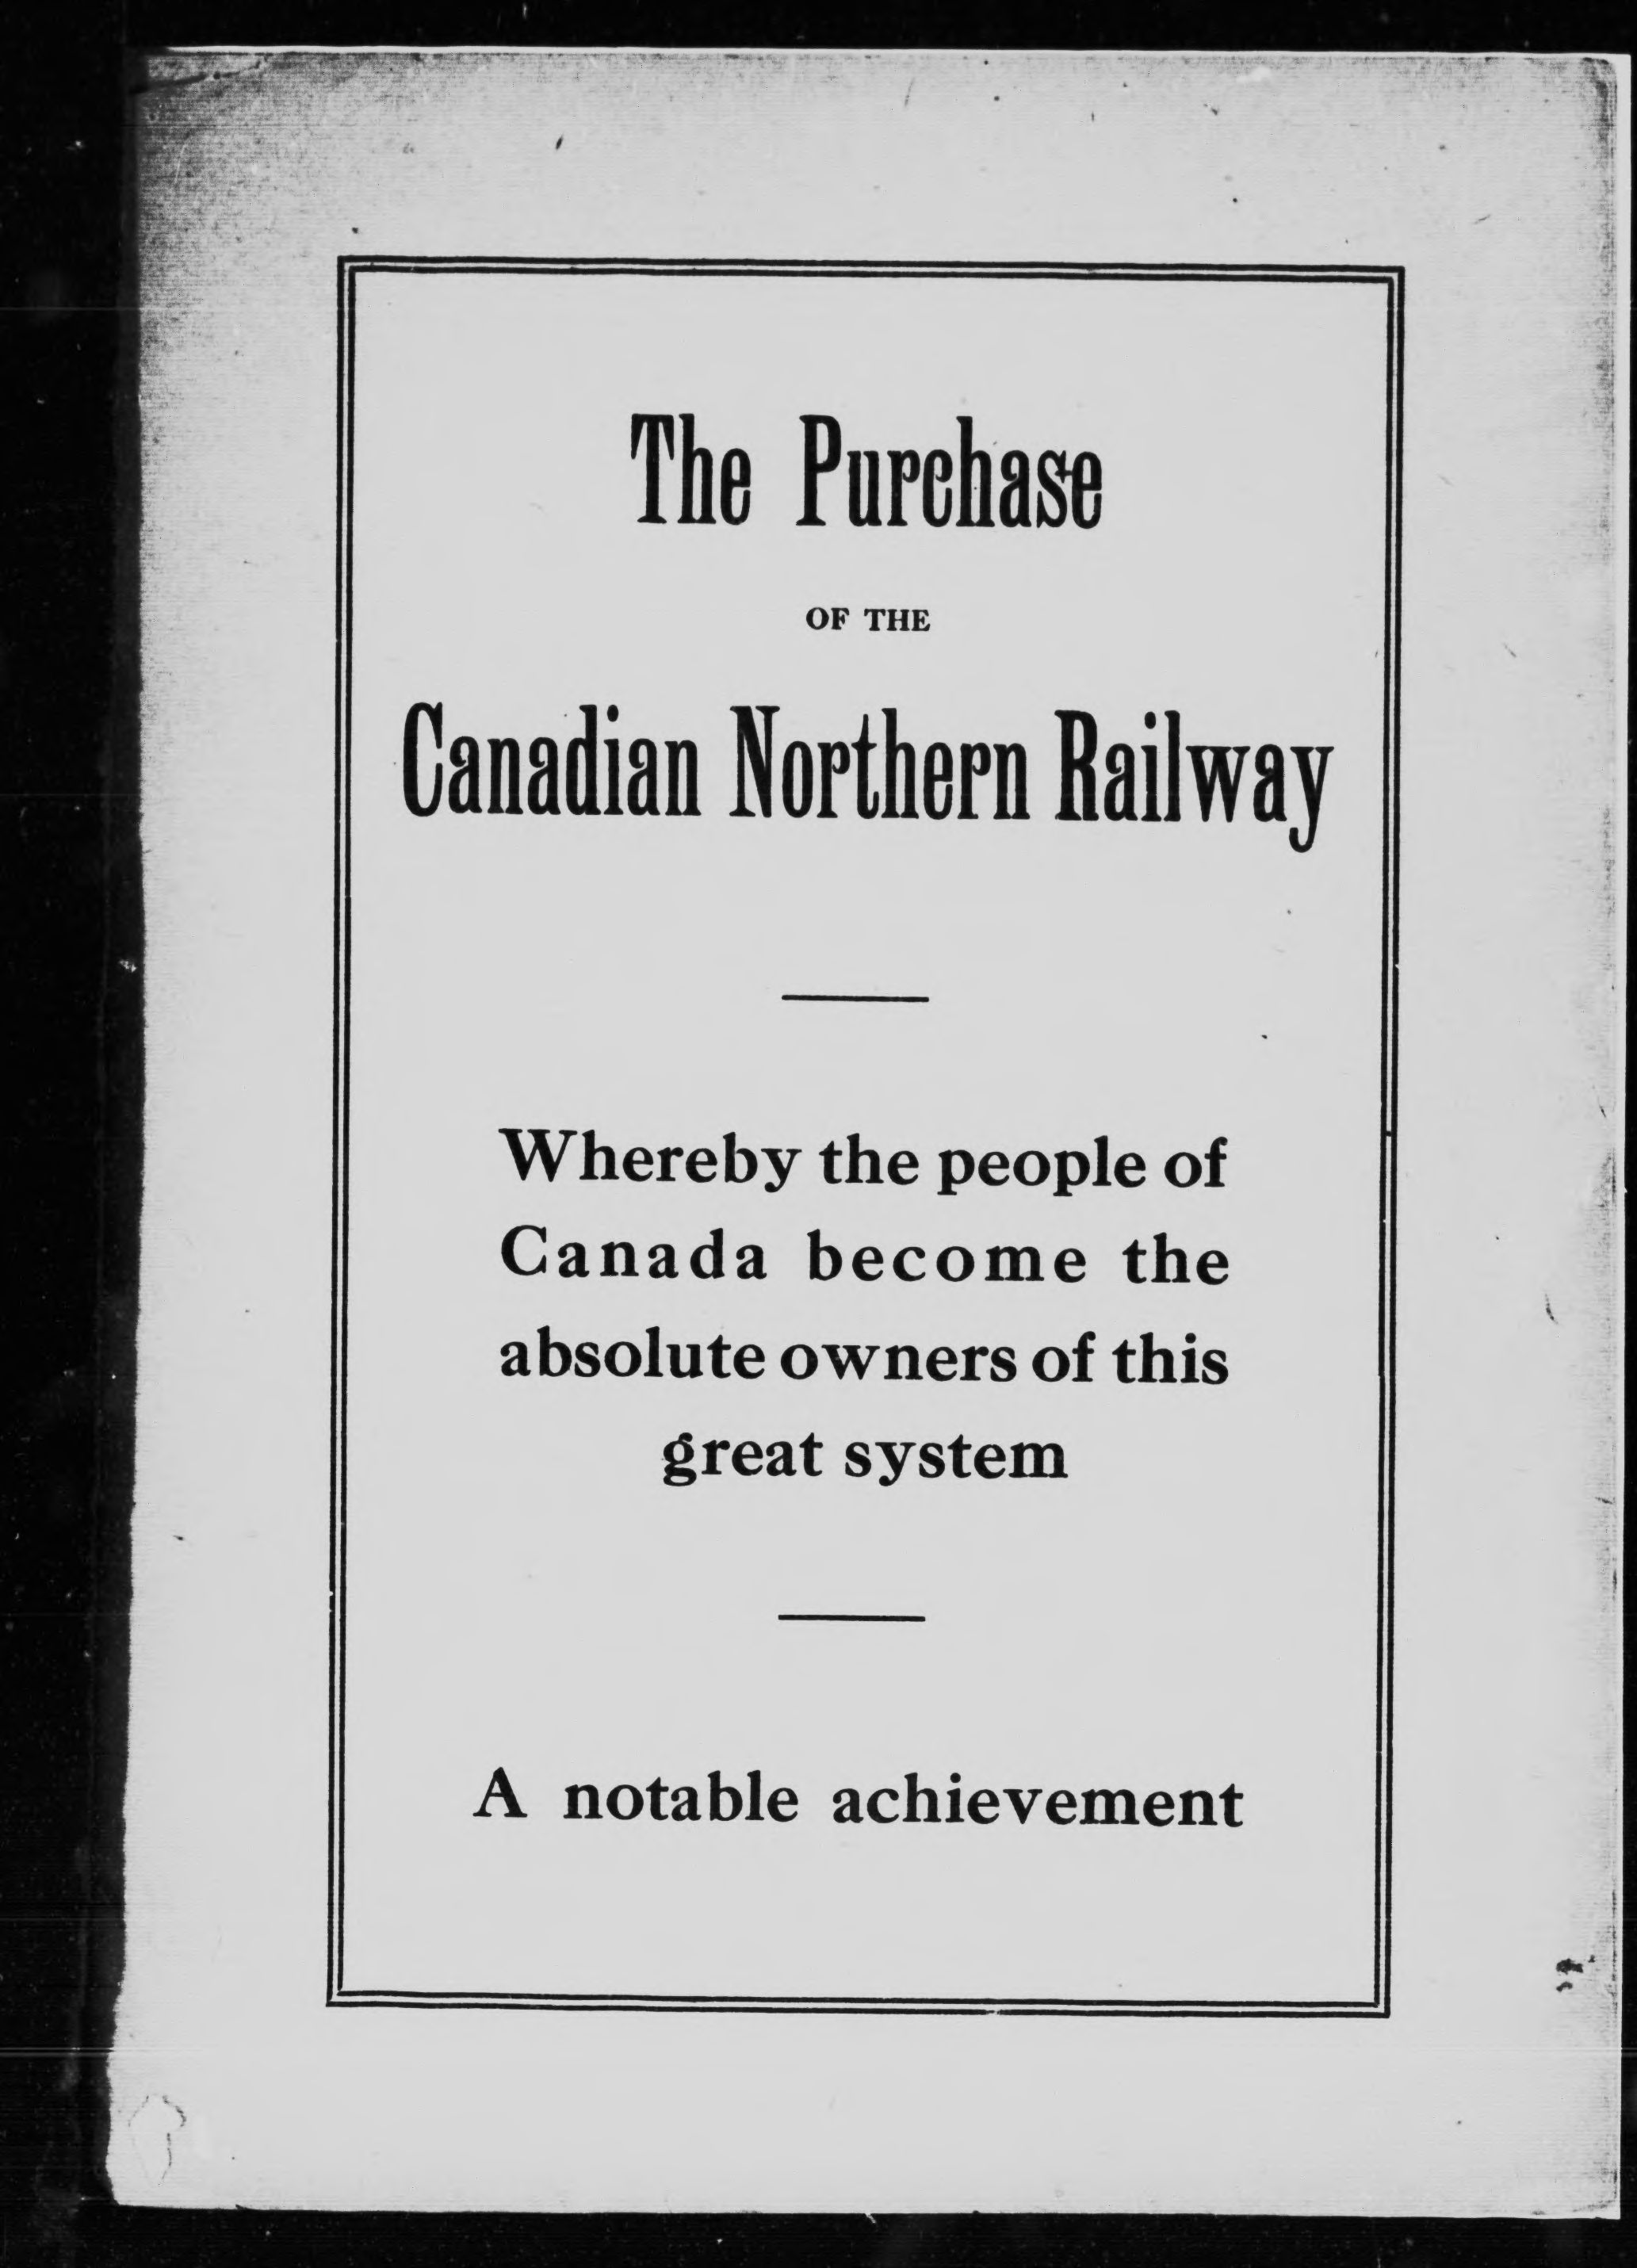 The Purchase
OF THE
Canadian Northern Railway
Whereby the people of
Canada become the
absolute owners of this
great system
A notable achievement